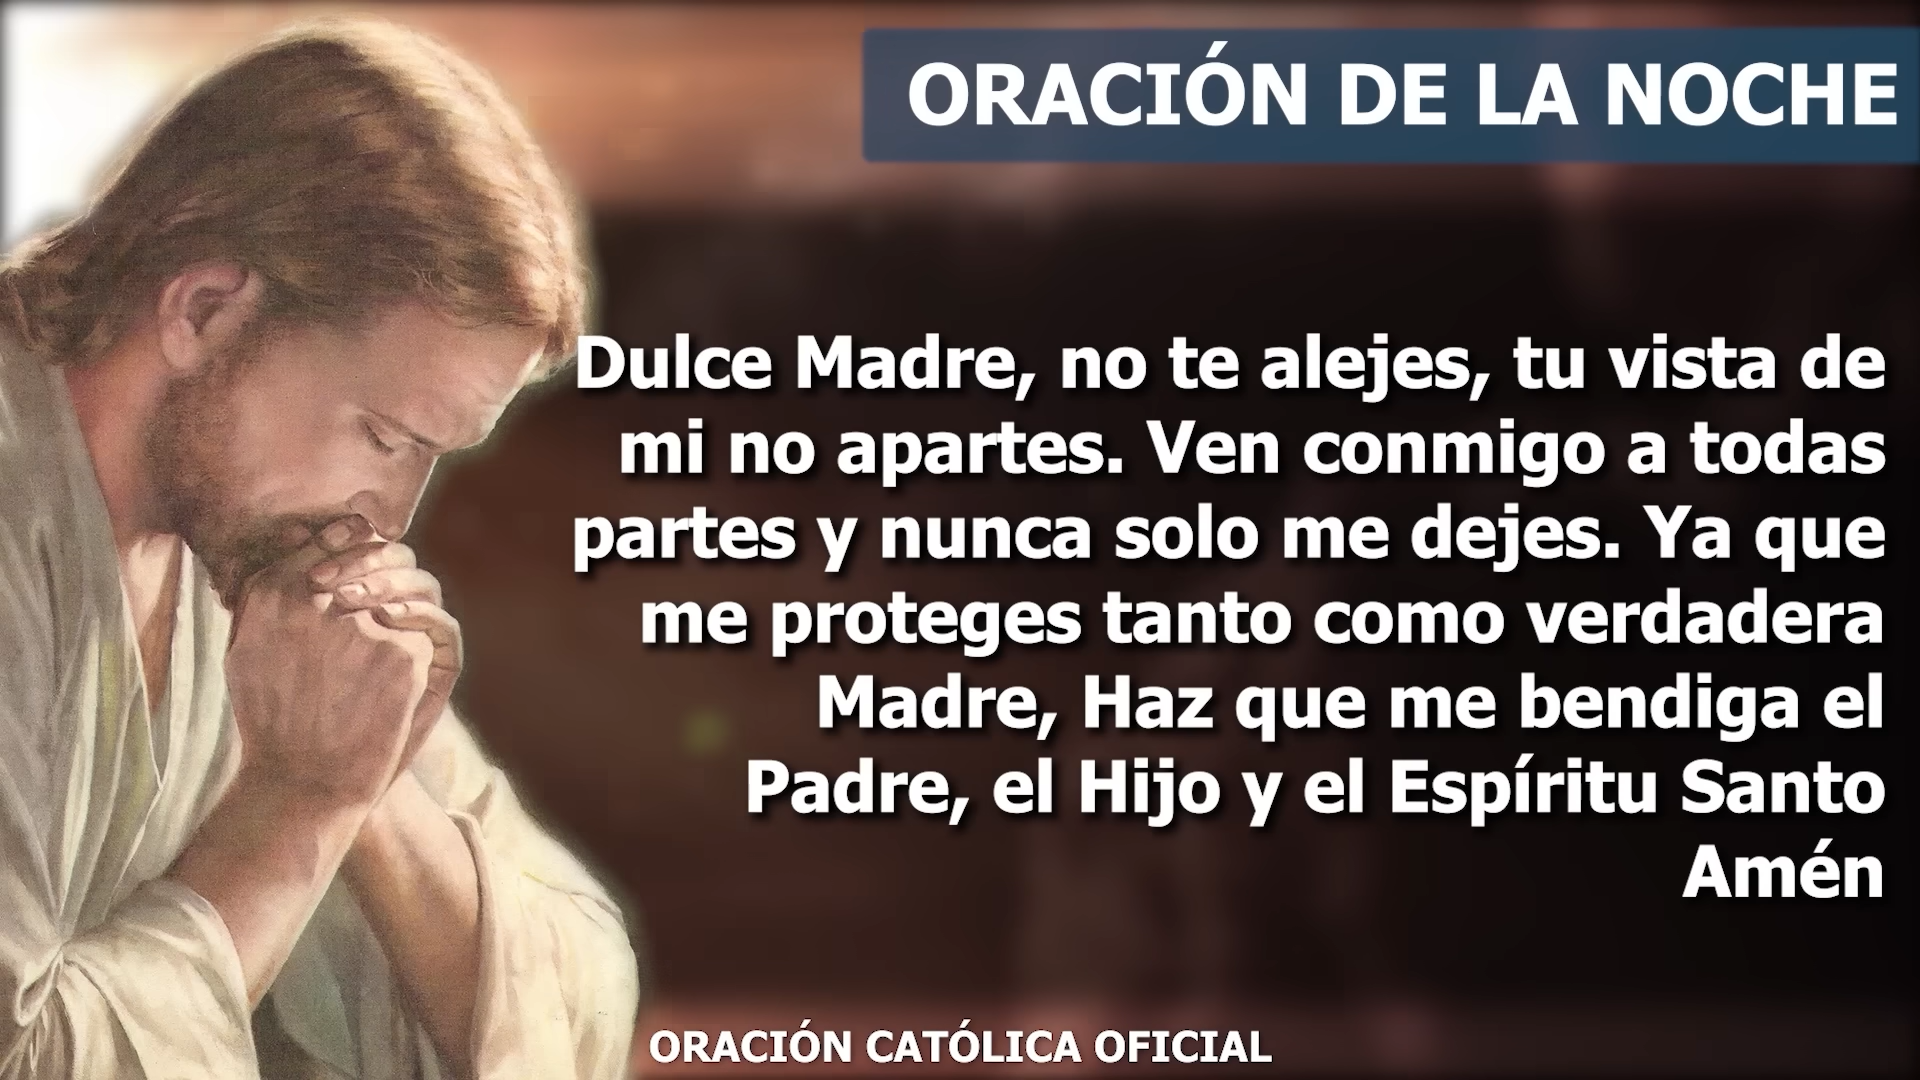 ORACIÓN DE LA NOCHE
Dulce Madre, no te alejes, tu vista de
mi no apartes. Ven conmigo a todas
partes y nunca solo me dejes. Ya que
me proteges tanto como verdadera
Madre, Haz que me bendiga el
Padre, el Hijo y el Espíritu Santo
Amén
ORACIÓN CATÓLICA OFICIAL